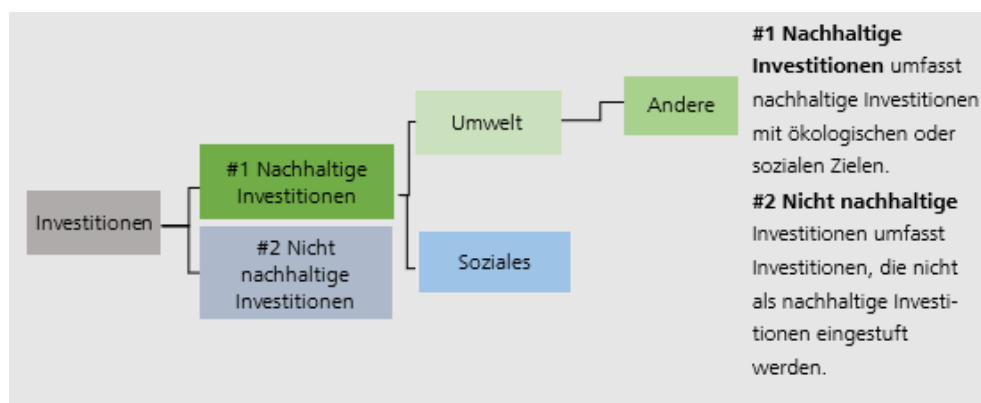 Investitionen
#1 Nachhaltige
Investitionen
#2 Nicht
nachhaltige
Investitionen
Umwelt
Soziales
Andere
#1 Nachhaltige
Investitionen umfasst
nachhaltige Investitionen
mit ökologischen oder
sozialen Zielen.
#2 Nicht nachhaltige
Investitionen umfasst
Investitionen, die nicht
als nachhaltige Investi-
tionen eingestuft
werden.